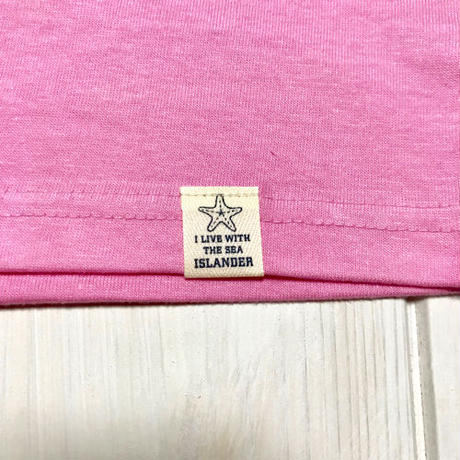 I LIVE WITH
THE SEA
ISLANDER